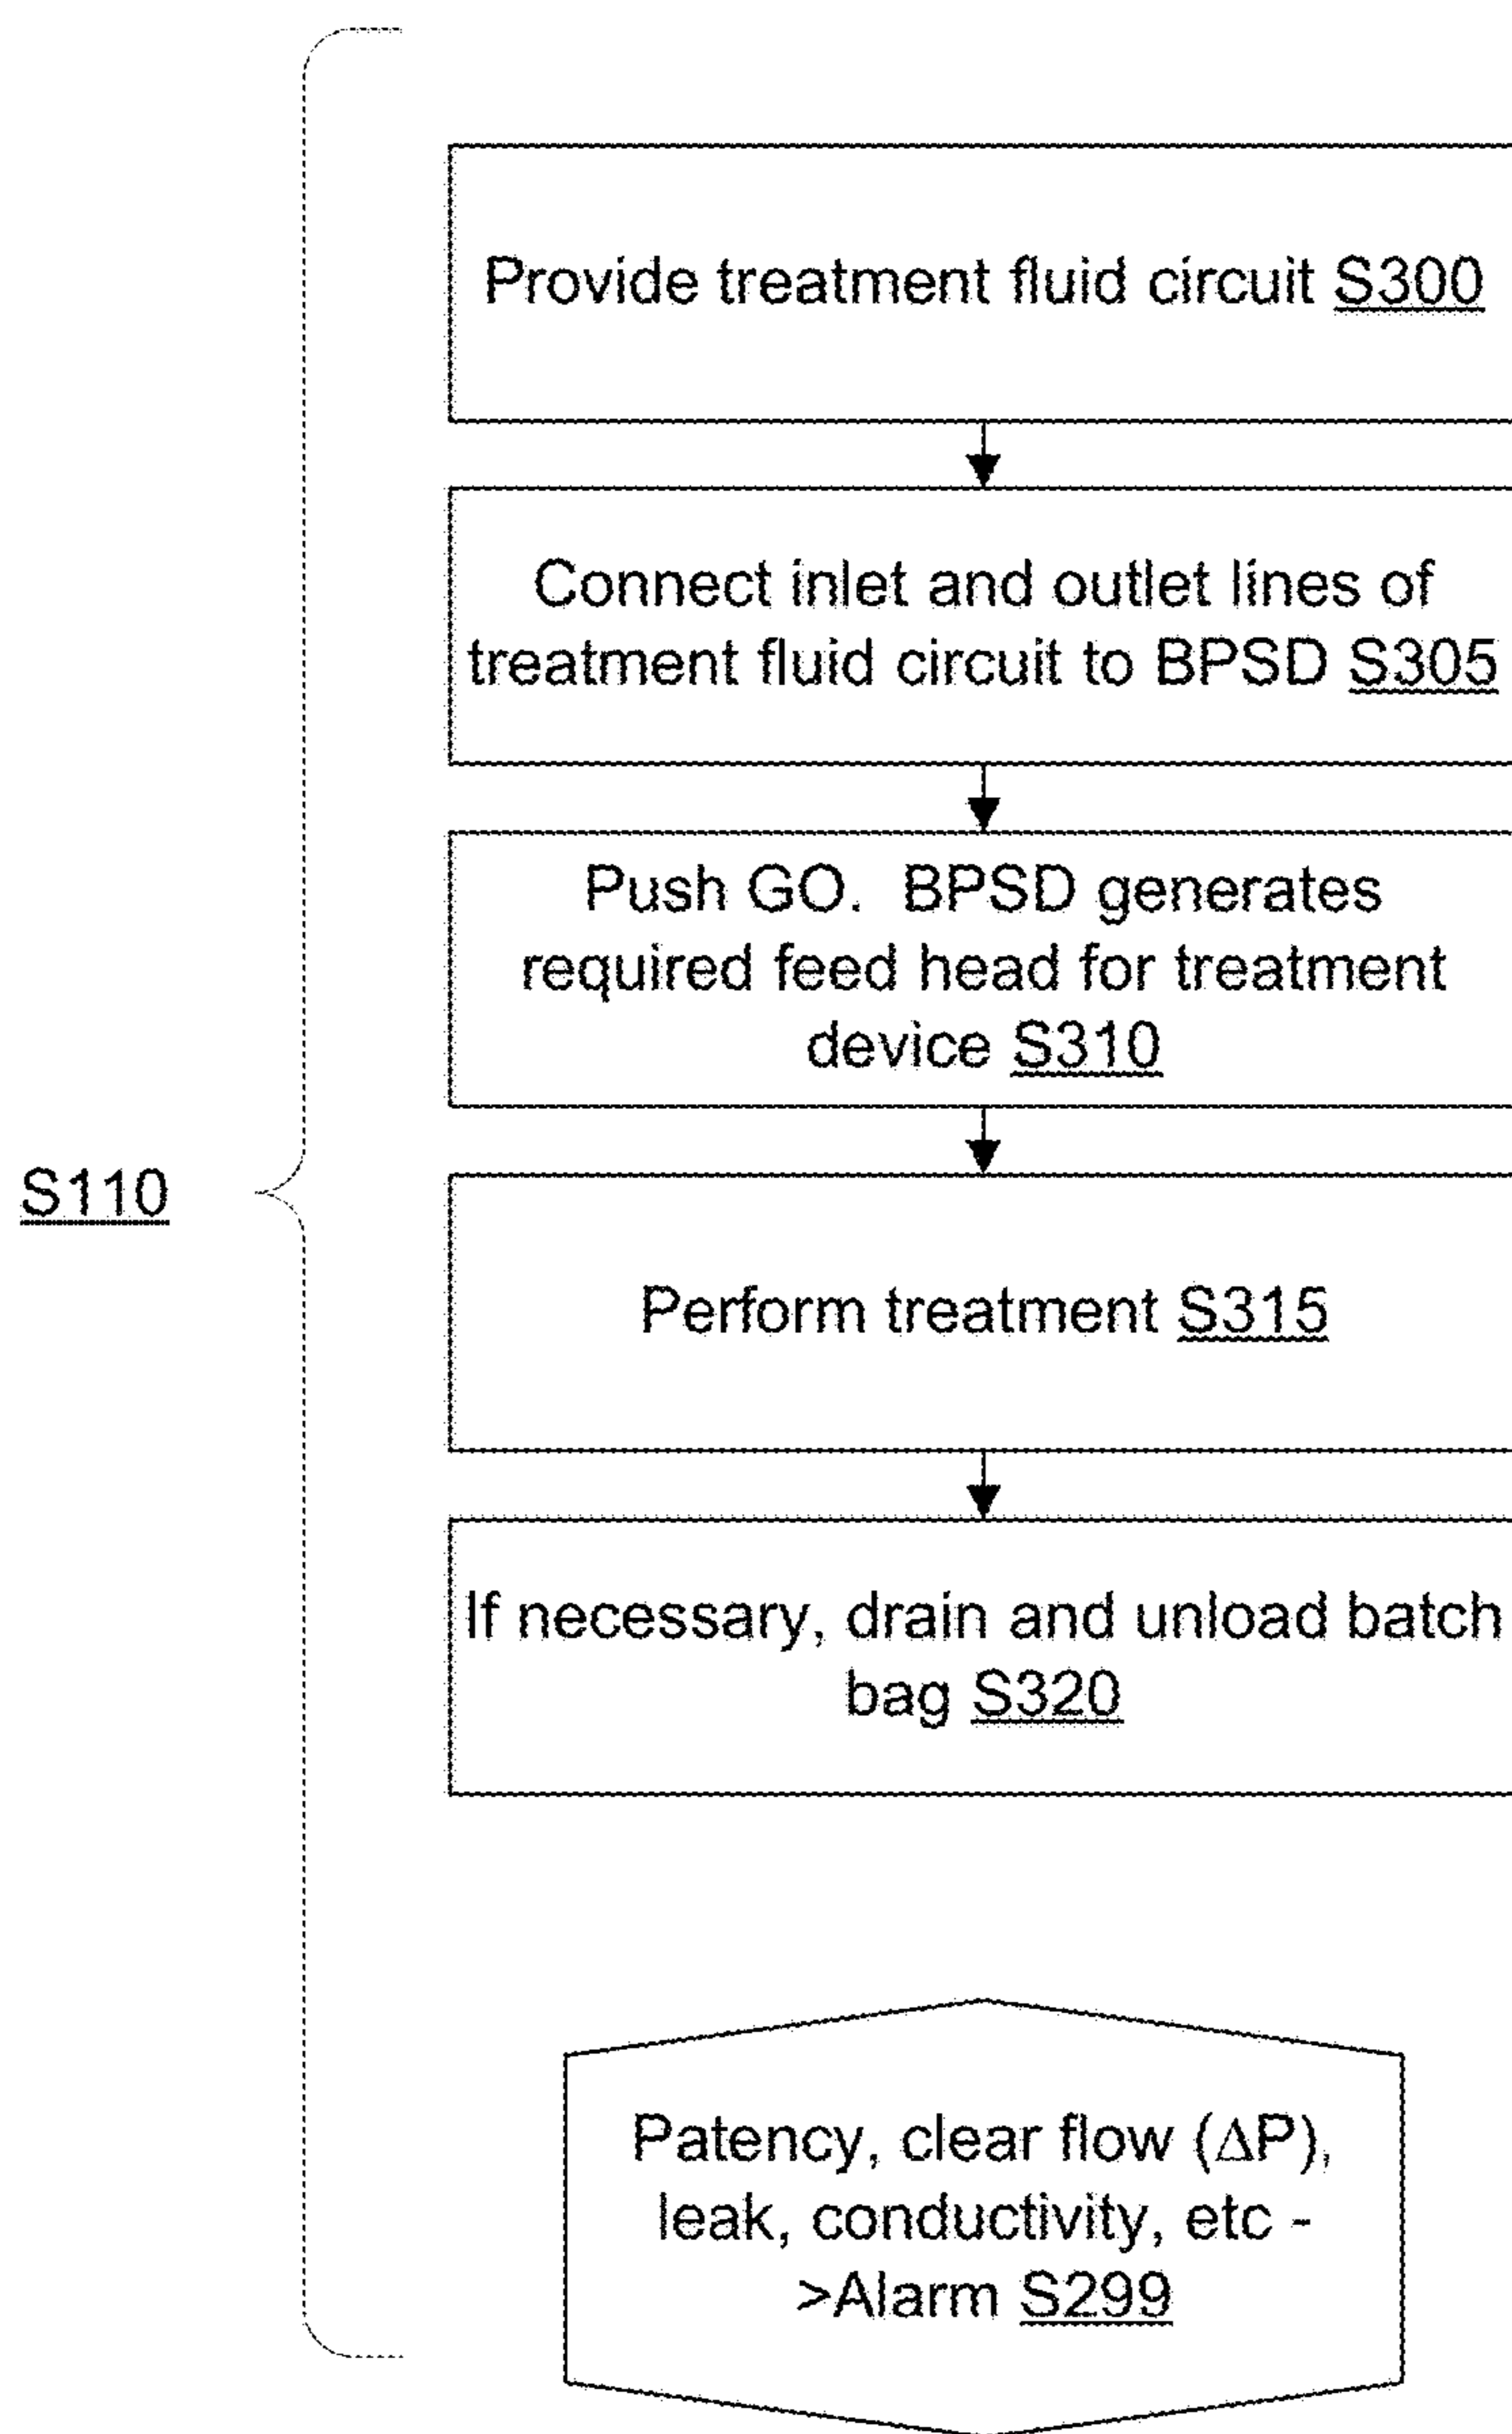 Provide treatment fluid circuit S300
Connect inlet and outlet lines of
treatment fluid circuit to BPSD S305
Push GO. BPSD generates
required feed head for treatment
device S310
S110
Perform treatment S315
If necessary, drain and unload batch
bag S320
Patency, clear flow (ΔP),
leak, conductivity, etc -
>Alarm S299